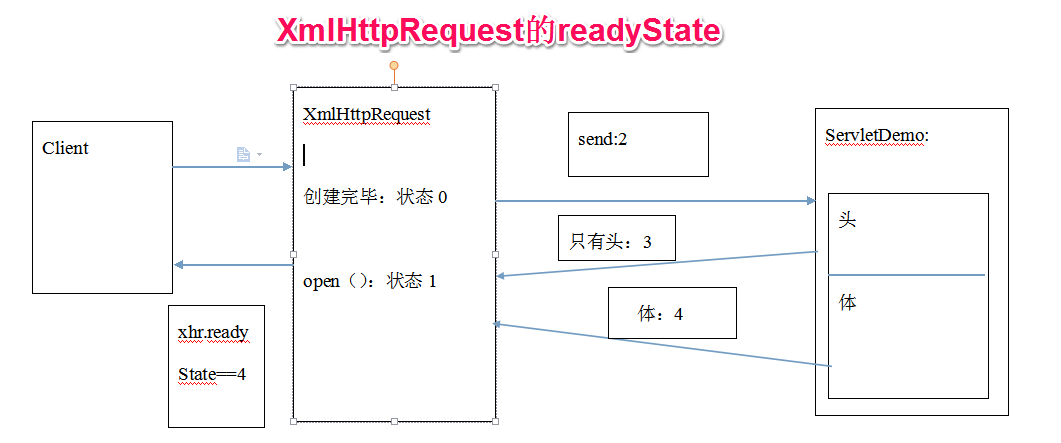 XmlHttpRequest的readyState
Client
XmlHttpRequest
创建完毕：状态 0
open（）：状态 1
send:2
ServletDemo:
头
只有头：3
体
体：4
xhr.ready
State==4